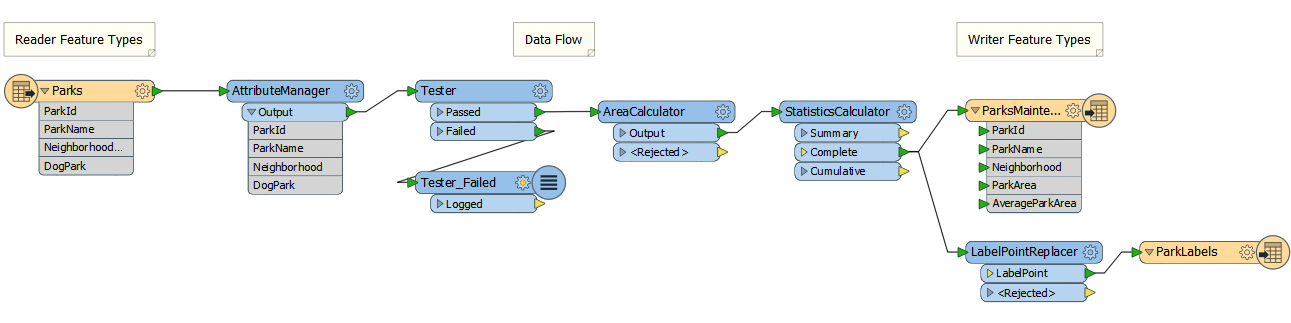 Reader Feature Types
Data Flow
Writer Feature Types
Parks
ParkId
ParkName
Neighborhood...
DogPark
AttributeManager
Output
ParkId
ParkName
Neighborhood
DogPark
Tester
Passed
Failed
Tester_Failed
Logged
AreaCalculator
Output
<Rejected>
StatisticsCalculator
Summary
Complete
Cumulative
ParksMainte...
ParkId
ParkName
Neighborhood
ParkArea
AverageParkArea
LabelPointReplacer
LabelPoint
<Rejected>
ParkLabels